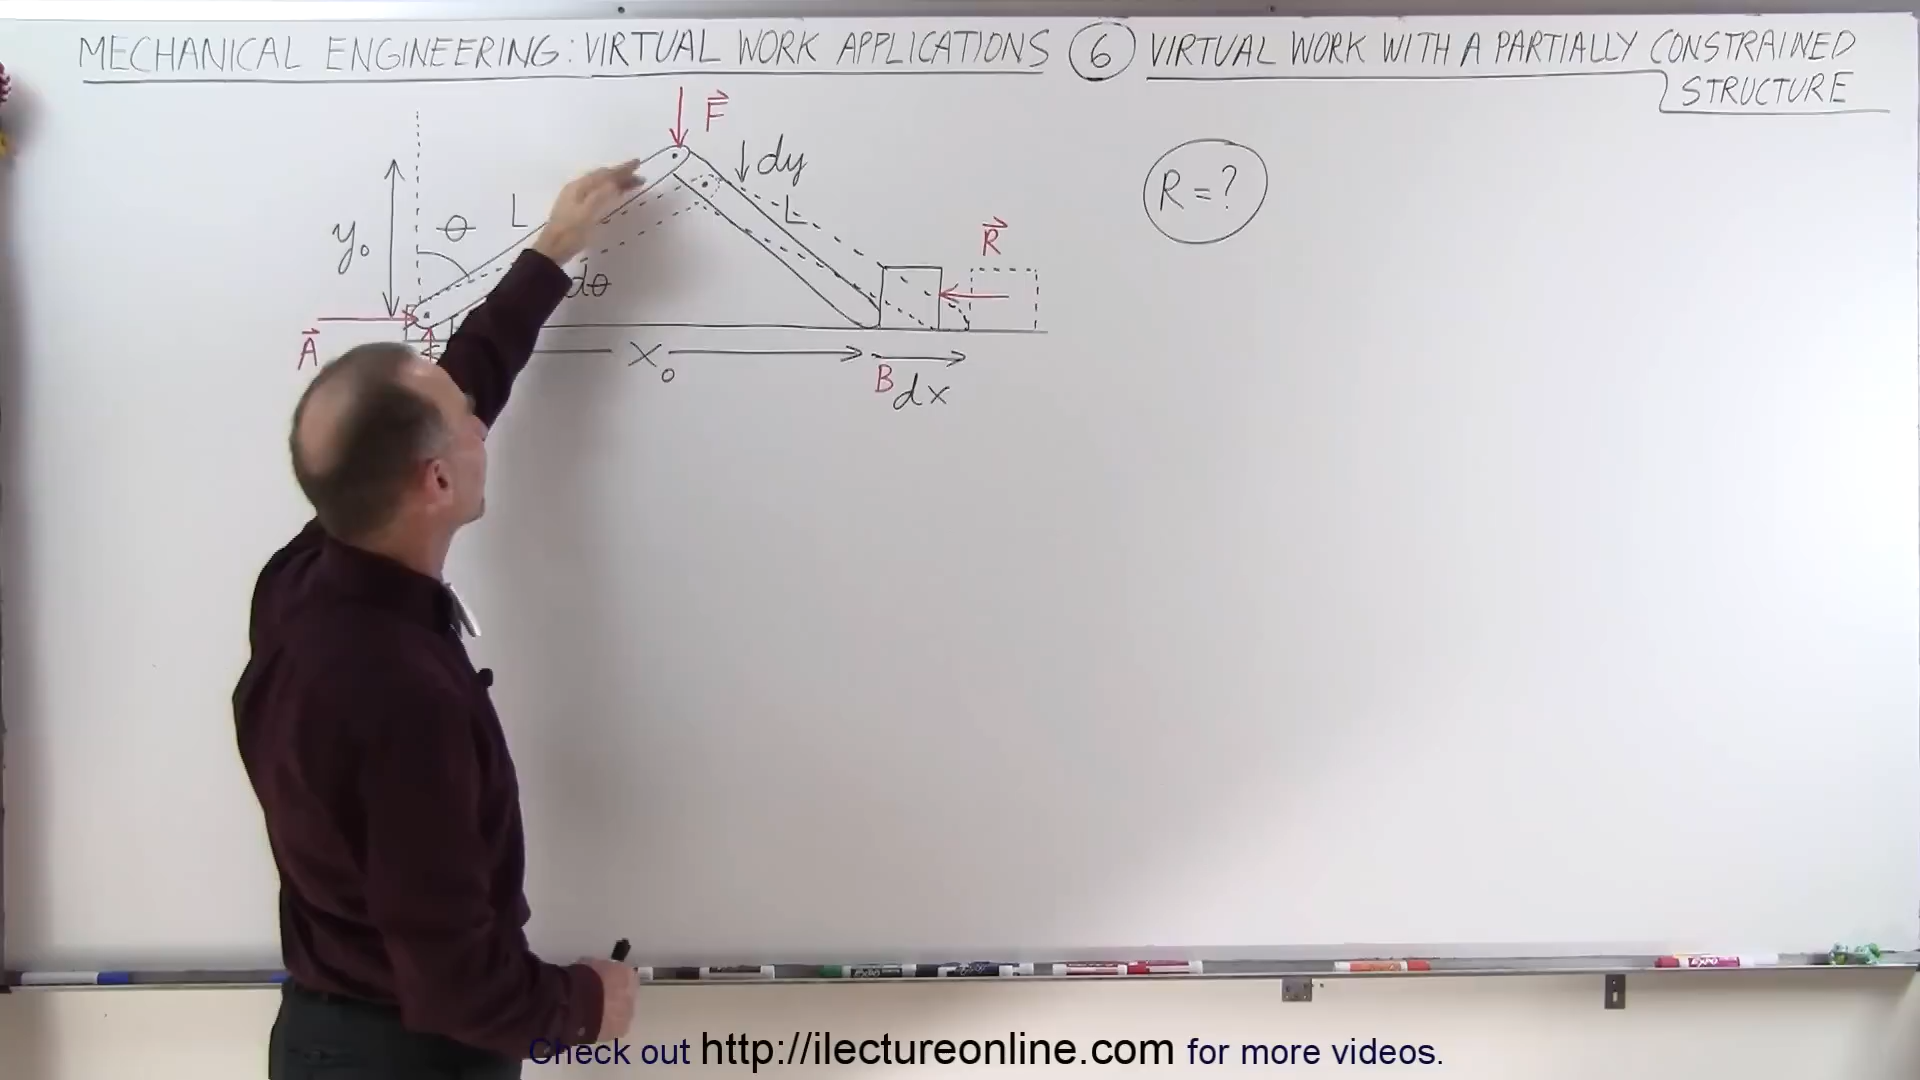 MECHANICAL ENGINEERING: VIRTUAL WORK APPLICATIONS 6 VIRTUAL WORK WITH A PARTIALLY CONSTRAINED
STRUCTURE
F
dy
L
R = ?
y₀ θ L
R
dθ
A
x₀
B
dx
EXPO
Check out http://ilectureonline.com for more videos.